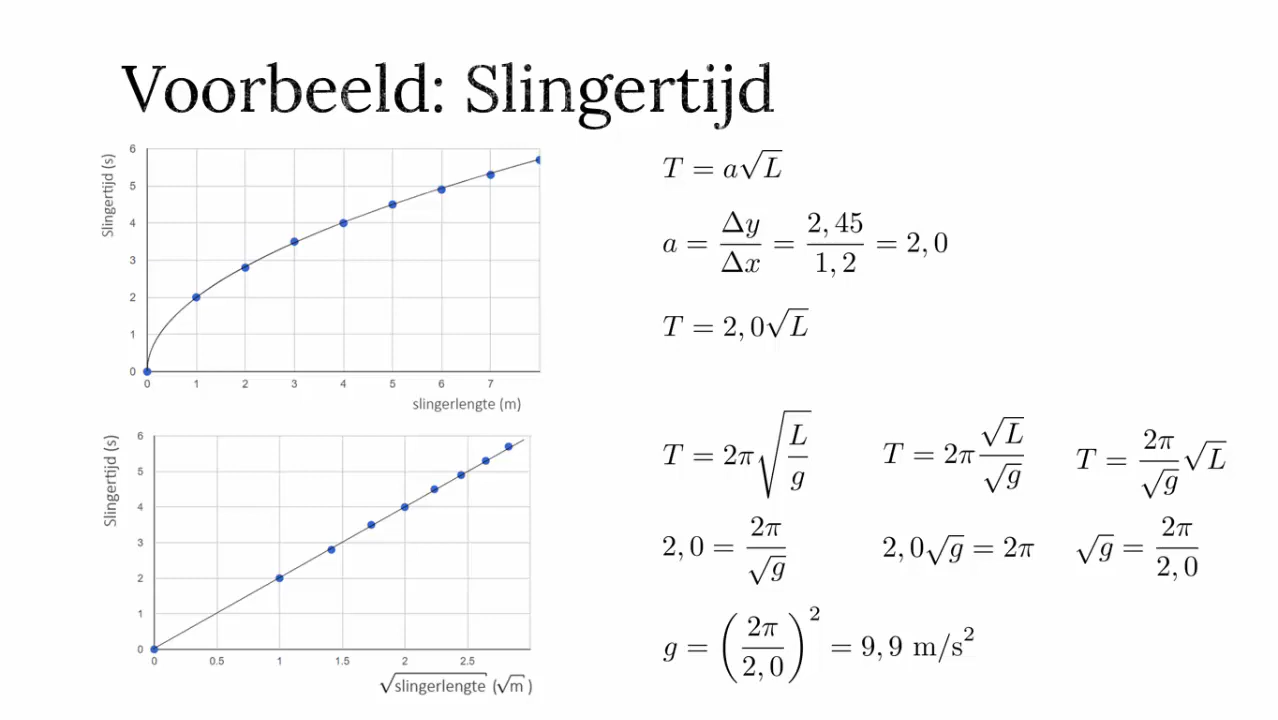 Voorbeeld: Slingertijd
Slingertijd (s)
6
5
4
3
2
1
0
0 1 2 3 4 5 6 7
slingerlengte (m)
Slingertijd (s)
6
5
4
3
2
1
0
0 0.5 1 1.5 2 2.5
√slingerlengte (√m )
T = a√L
a = Δy/Δx = 2,45/1,2 = 2,0
T = 2,0√L
T = 2π√(L/g) T = 2π √L/√g T = 2π/√g √L
2,0 = 2π/√g 2,0√g = 2π √g = 2π/2,0
g = (2π/2,0)² = 9,9 m/s²